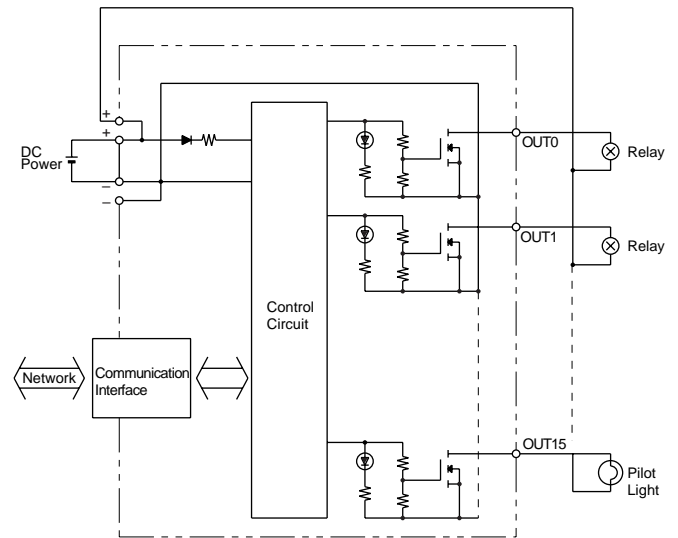 +
+
DC
Power
−
−
OUT0
Relay
OUT1
Relay
Control
Circuit
Network
Communication
Interface
OUT15
Pilot
Light